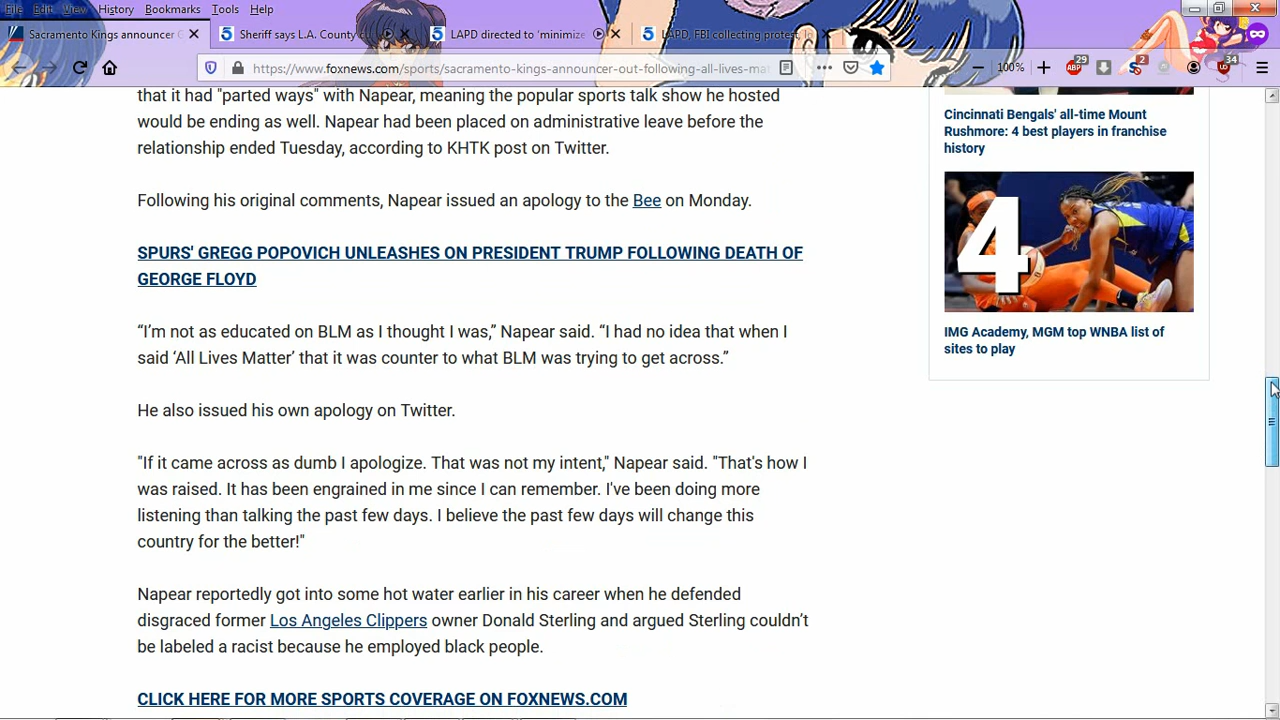 File Edit View History Bookmarks Tools Help
Sacramento Kings announcer
Sheriff says L.A. County
LAPD directed to
LAPD, FBI collecting protest,
https://www.foxnews.com/sports/sacramento-kings-announcer-out-following-all-lives-mat
100%
29
2
34
that it had "parted ways" with Napear, meaning the popular sports talk show he hosted
would be ending as well. Napear had been placed on administrative leave before the
relationship ended Tuesday, according to KHTK post on Twitter.
Following his original comments, Napear issued an apology to the Bee on Monday.
SPURS' GREGG POPOVICH UNLEASHES ON PRESIDENT TRUMP FOLLOWING DEATH OF
GEORGE FLOYD
“I’m not as educated on BLM as I thought I was,” Napear said. “I had no idea that when I
said ‘All Lives Matter’ that it was counter to what BLM was trying to get across.”
He also issued his own apology on Twitter.
"If it came across as dumb I apologize. That was not my intent," Napear said. "That's how I
was raised. It has been engrained in me since I can remember. I've been doing more
listening than talking the past few days. I believe the past few days will change this
country for the better!"
Napear reportedly got into some hot water earlier in his career when he defended
disgraced former Los Angeles Clippers owner Donald Sterling and argued Sterling couldn’t
be labeled a racist because he employed black people.
CLICK HERE FOR MORE SPORTS COVERAGE ON FOXNEWS.COM
Cincinnati Bengals' all-time Mount
Rushmore: 4 best players in franchise
history
4
IMG Academy, MGM top WNBA list of
sites to play